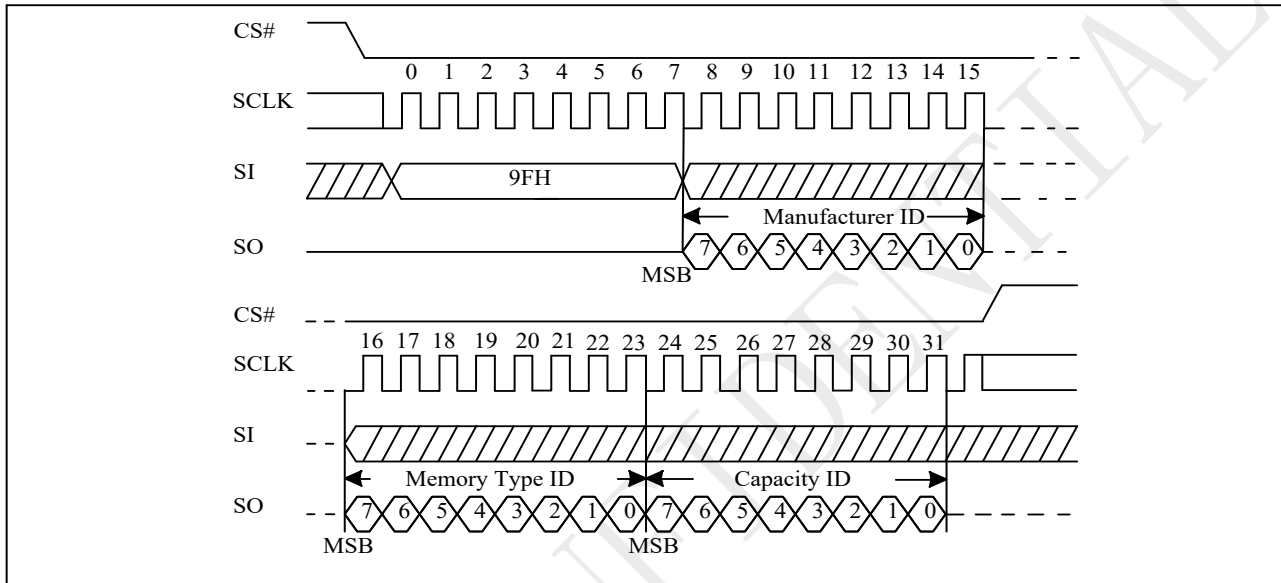 CS#
0 1 2 3 4 5 6 7 8 9 10 11 12 13 14 15
SCLK
SI
9FH
Manufacturer ID
SO
7 6 5 4 3 2 1 0
MSB
CS#
16 17 18 19 20 21 22 23 24 25 26 27 28 29 30 31
SCLK
SI
Memory Type ID Capacity ID
SO
7 6 5 4 3 2 1 0 7 6 5 4 3 2 1 0
MSB MSB